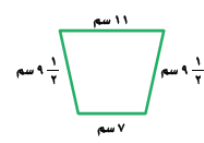 ١١ سم
٩ ١/٢ سم
٩ ١/٢ سم
٧ سم